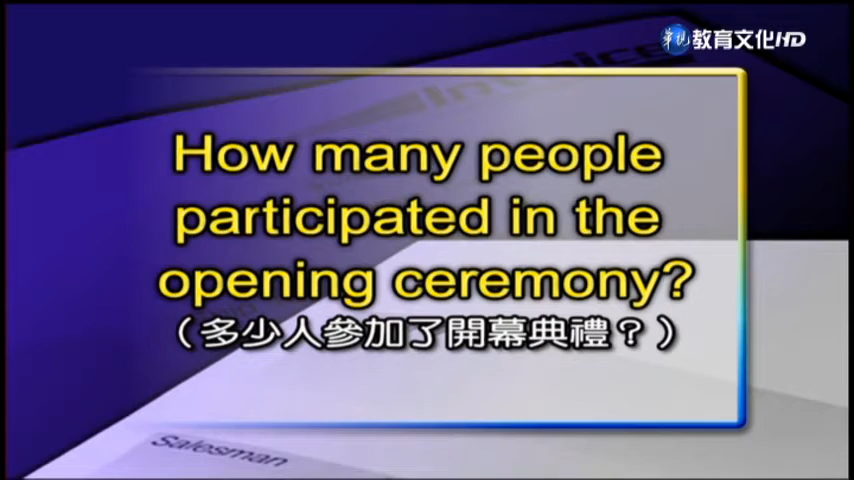 華視 教育文化HD
Invoice
How many people
participated in the
opening ceremony?
（多少人參加了開幕典禮？）
Salesman